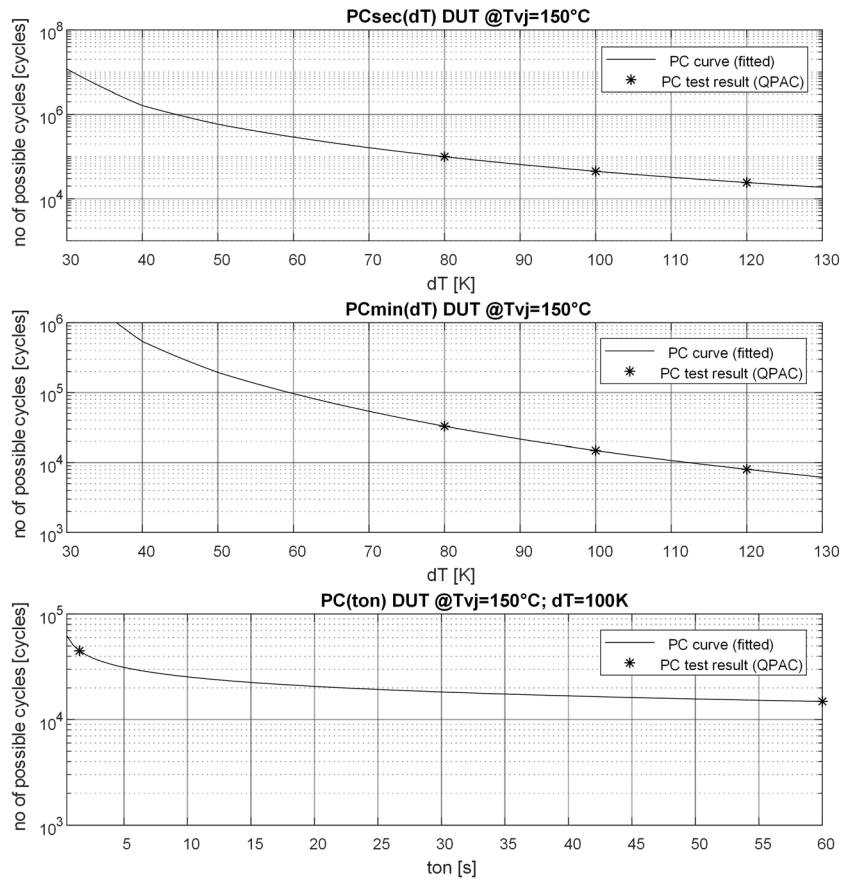 PCsec(dT) DUT @Tvj=150°C
no of possible cycles [cycles]
10^8
10^6
10^4
PC curve (fitted)
PC test result (QPAC)
30 40 50 60 70 80 90 100 110 120 130
dT [K]
PCmin(dT) DUT @Tvj=150°C
no of possible cycles [cycles]
10^6
10^5
10^4
10^3
PC curve (fitted)
PC test result (QPAC)
30 40 50 60 70 80 90 100 110 120 130
dT [K]
PC(ton) DUT @Tvj=150°C; dT=100K
no of possible cycles [cycles]
10^5
10^4
10^3
PC curve (fitted)
PC test result (QPAC)
5 10 15 20 25 30 35 40 45 50 55 60
ton [s]